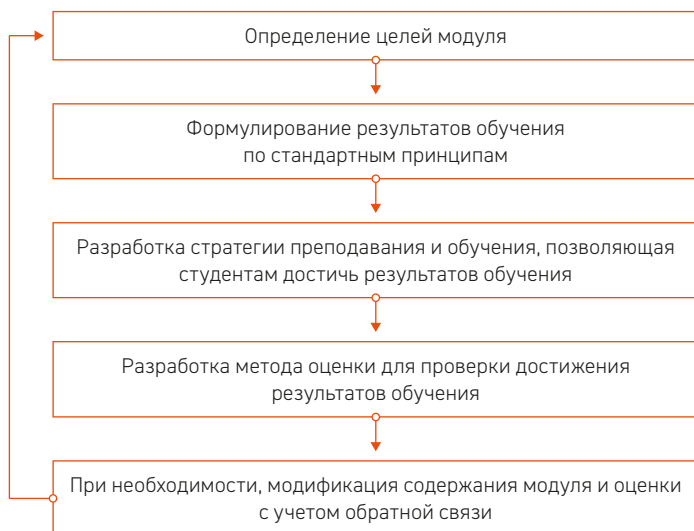 Определение целей модуля
Формулирование результатов обучения
по стандартным принципам
Разработка стратегии преподавания и обучения, позволяющая
студентам достичь результатов обучения
Разработка метода оценки для проверки достижения
результатов обучения
При необходимости, модификация содержания модуля и оценки
с учетом обратной связи